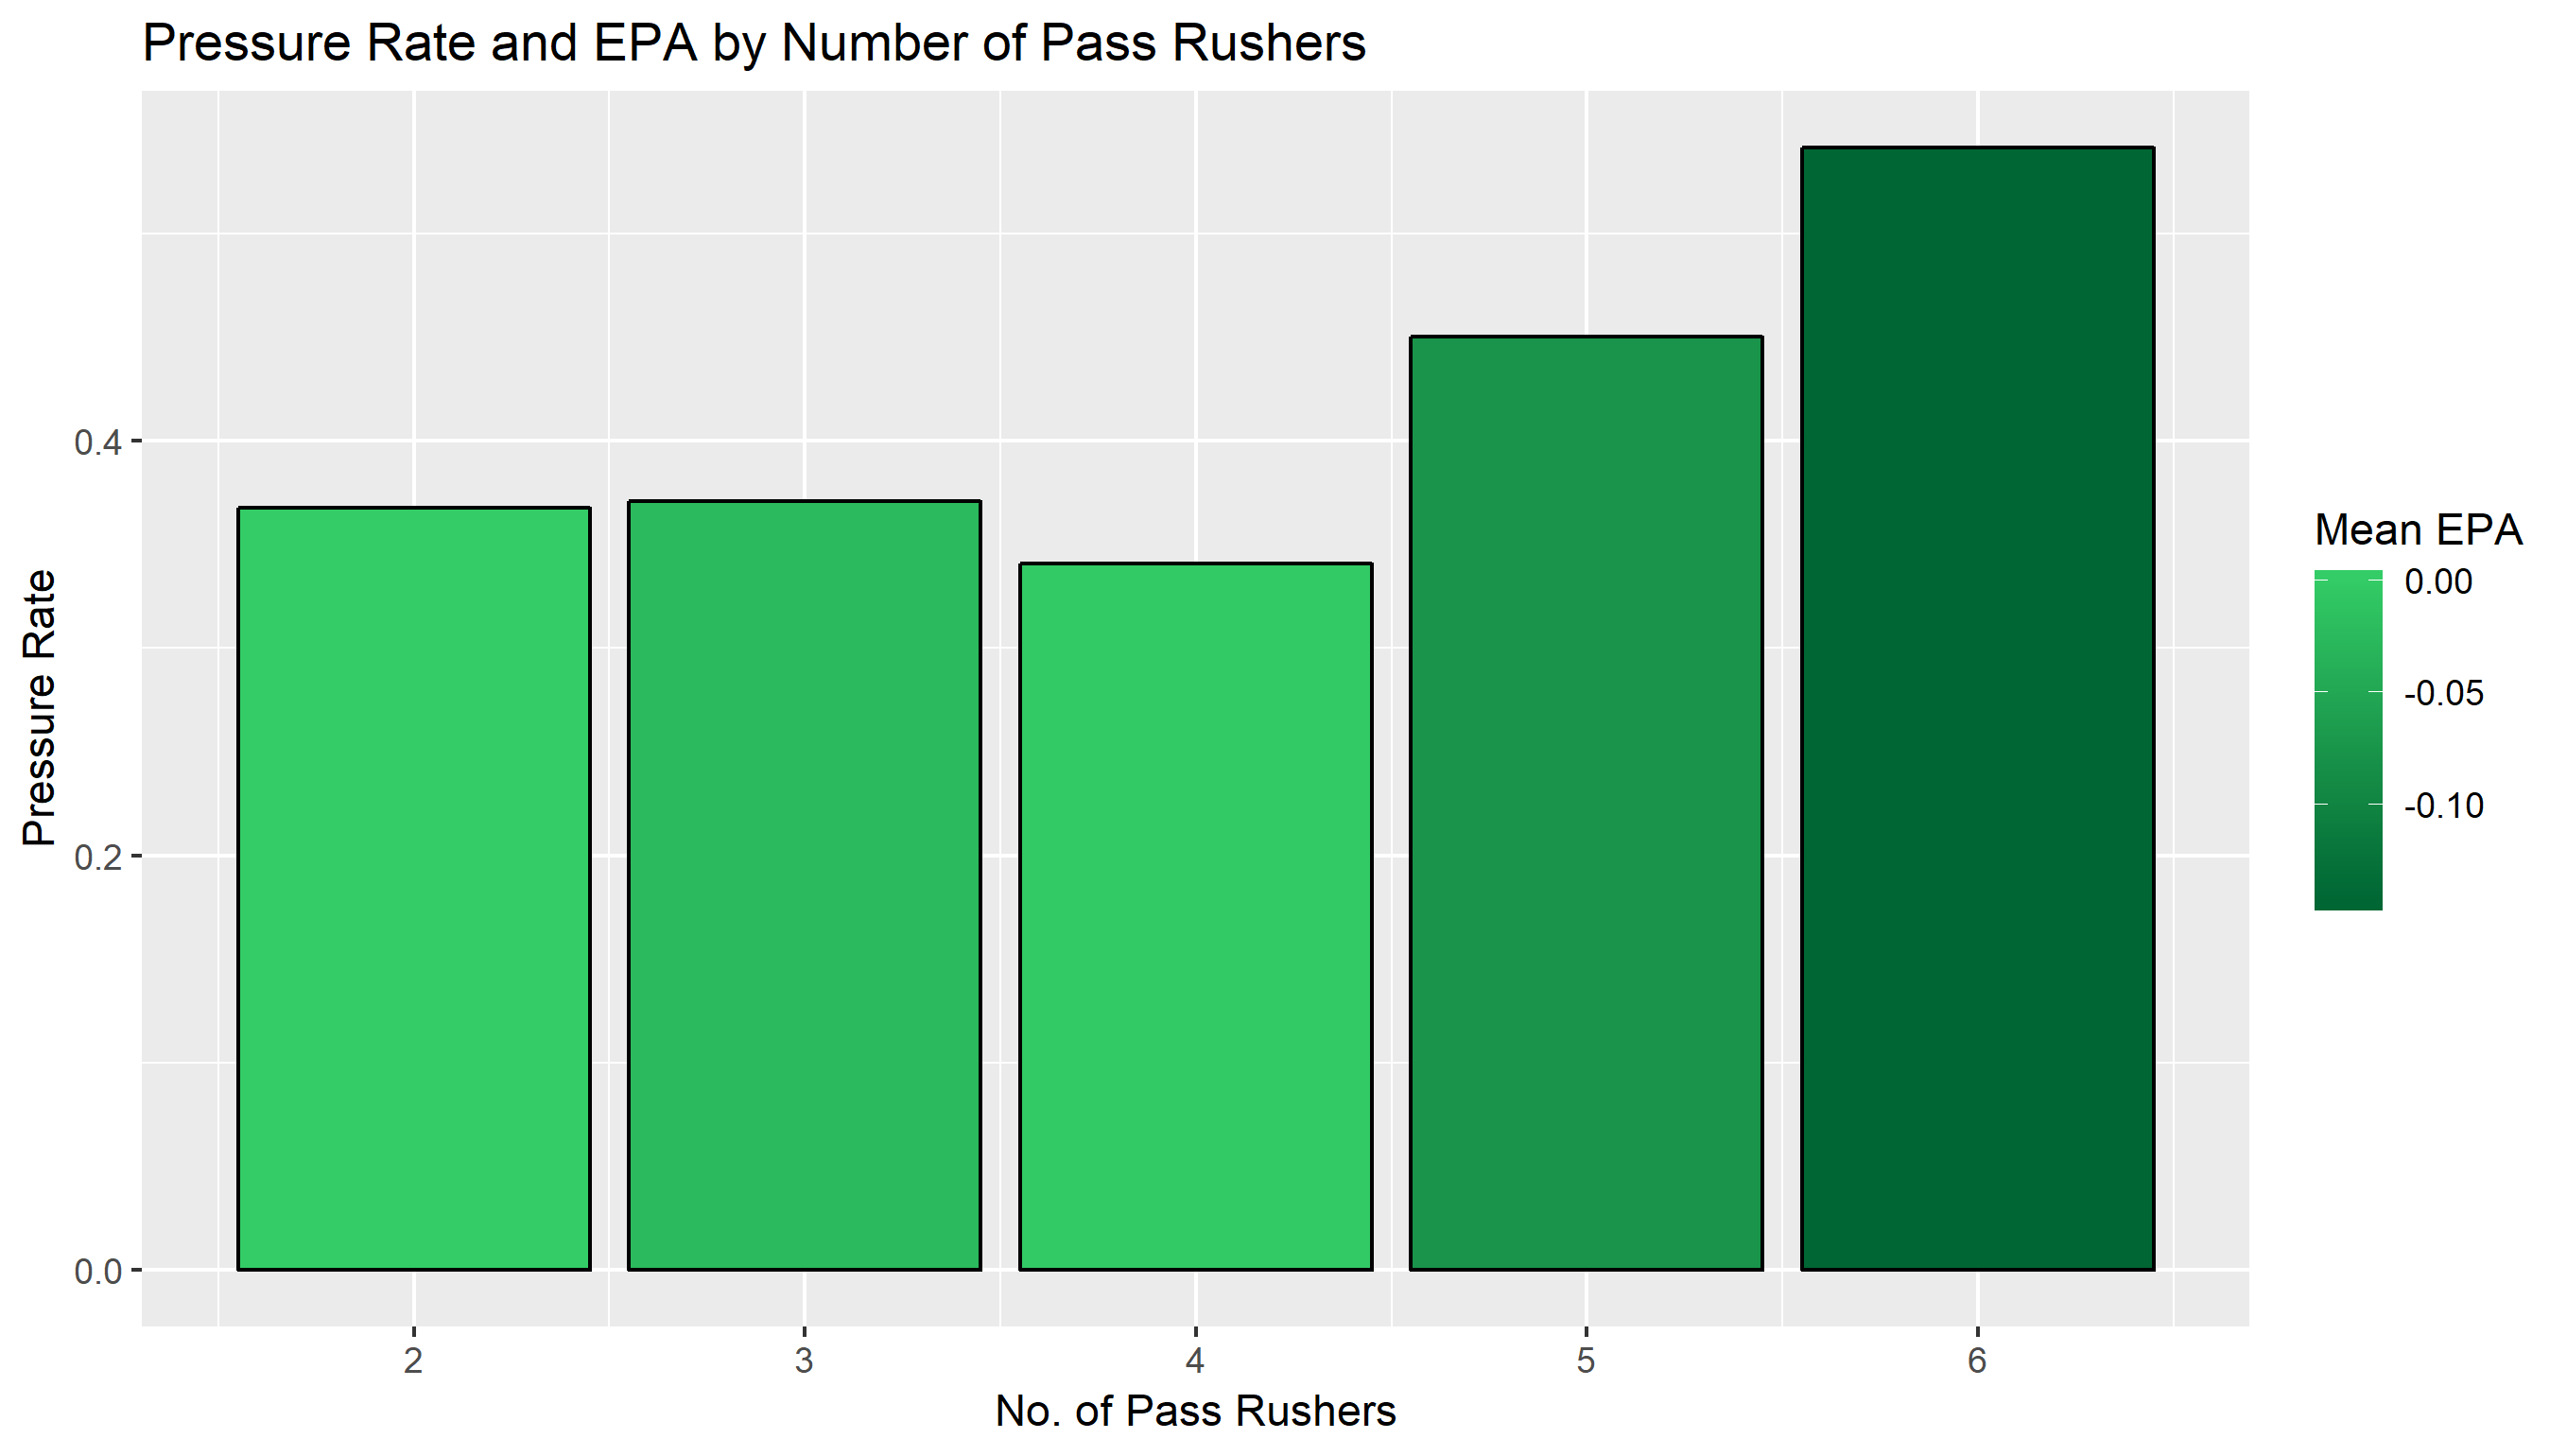 Pressure Rate and EPA by Number of Pass Rushers
Pressure Rate
0.4
0.2
0.0
2 3 4 5 6
No. of Pass Rushers
Mean EPA
0.00
-0.05
-0.10